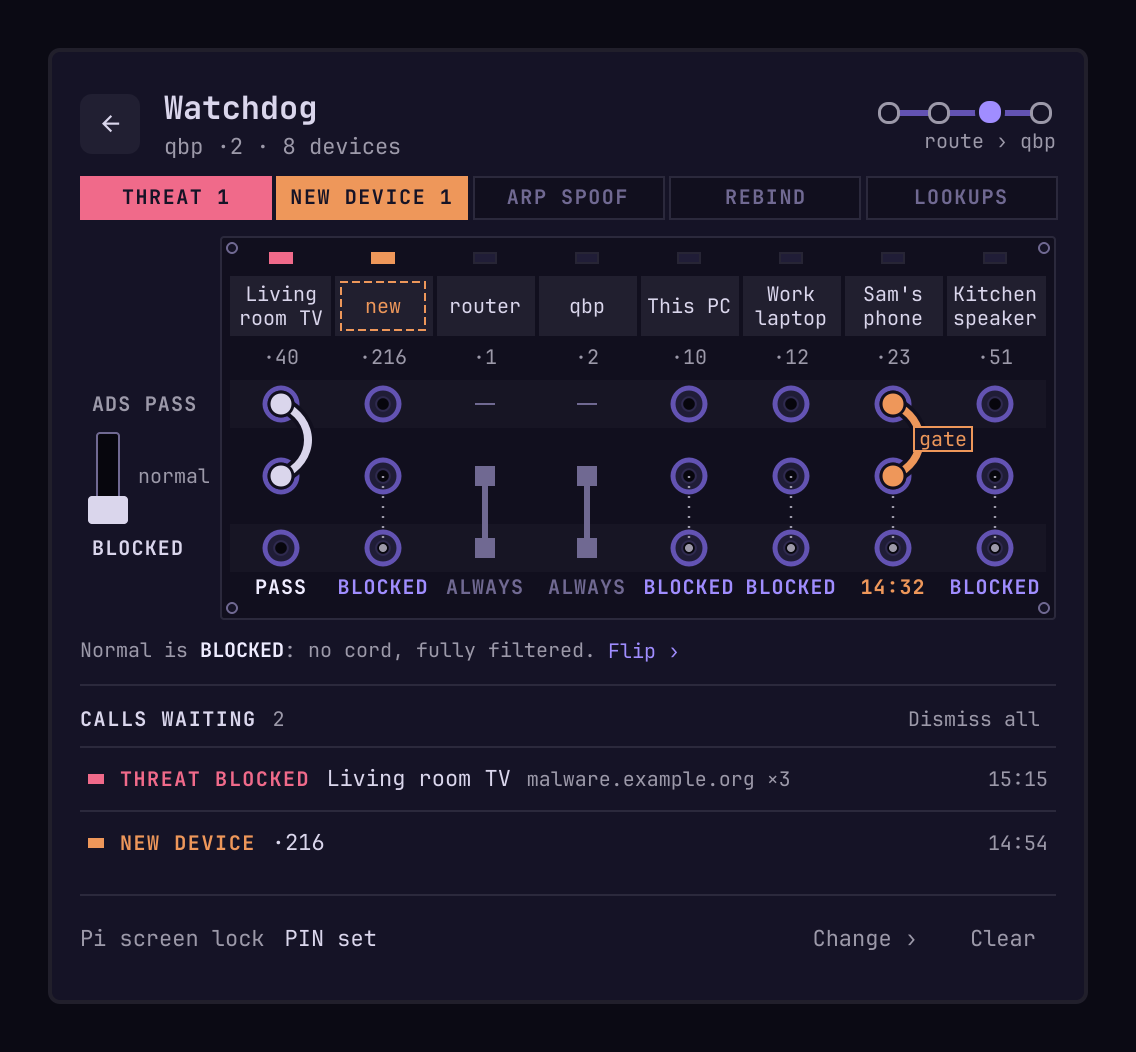 ←
Watchdog
qbp ·2 · 8 devices
route › qbp
THREAT 1 NEW DEVICE 1 ARP SPOOF REBIND LOOKUPS
Living room TV
new
router
qbp
This PC
Work laptop
Sam's phone
Kitchen speaker
·40 ·216 ·1 ·2 ·10 ·12 ·23 ·51
ADS PASS — —
gate
normal
BLOCKED
PASS BLOCKED ALWAYS ALWAYS BLOCKED BLOCKED 14:32 BLOCKED
Normal is BLOCKED: no cord, fully filtered. Flip ›
CALLS WAITING 2 Dismiss all
THREAT BLOCKED Living room TV malware.example.org ×3 15:15
NEW DEVICE ·216 14:54
Pi screen lock PIN set Change › Clear